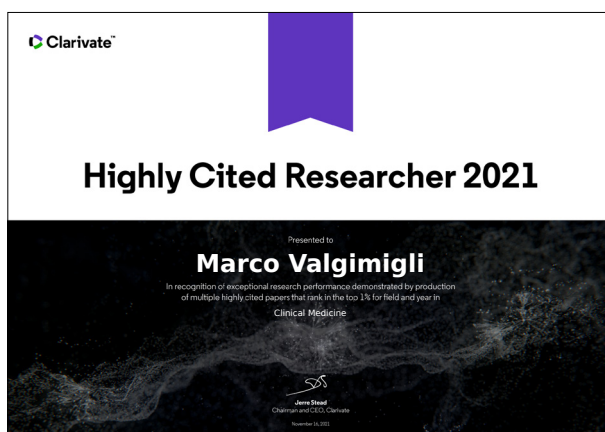 Clarivate™
Highly Cited Researcher 2021
Presented to
Marco Valgimigli
In recognition of exceptional research performance demonstrated by production
of multiple highly cited papers that rank in the top 1% for field and year in
Clinical Medicine
Jerre Stead
Chairman and CEO, Clarivate
November 16, 2021